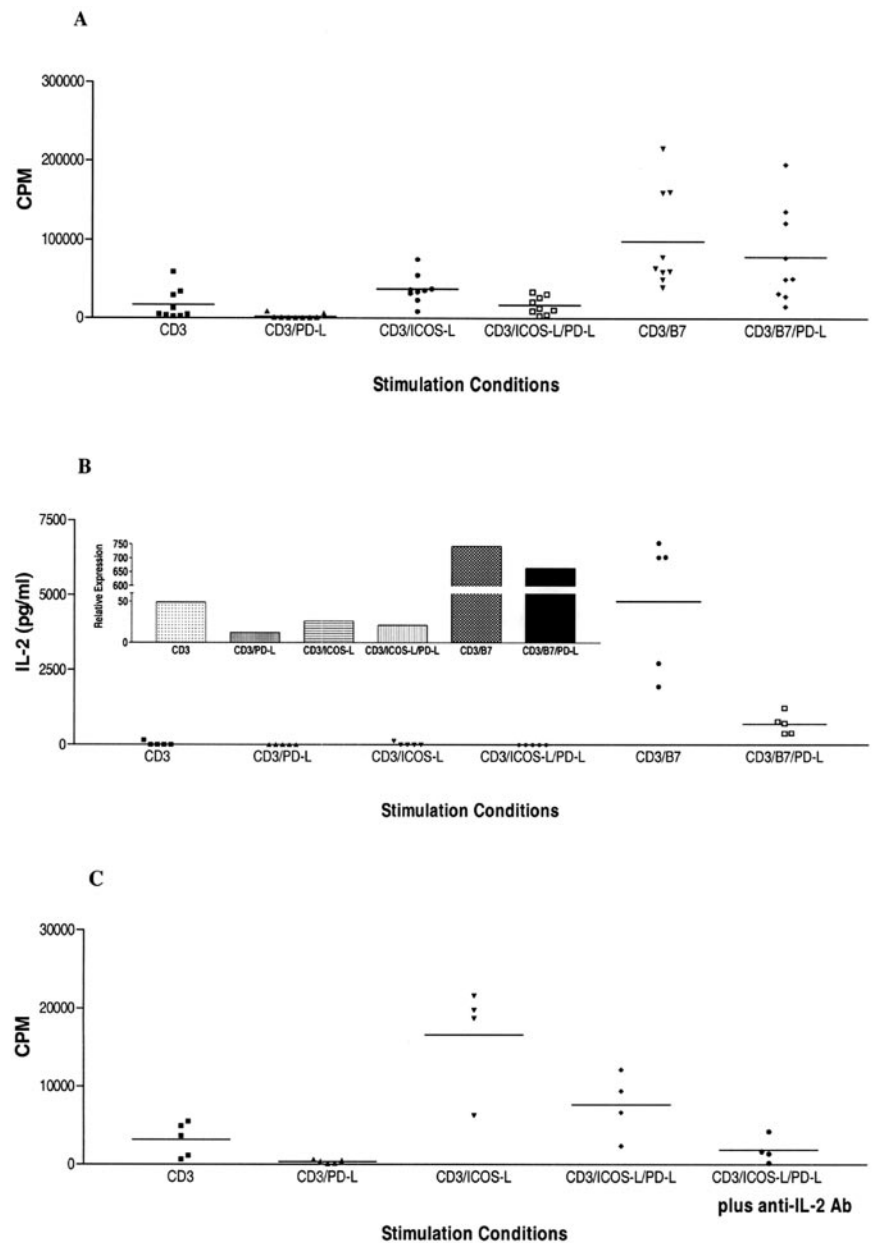 A
300000
200000
100000
0
CPM
CD3 CD3/PD-L CD3/ICOS-L CD3/ICOS-L/PD-L CD3/B7 CD3/B7/PD-L
Stimulation Conditions
B
7500
5000
2500
0
IL-2 (pg/ml)
750
700
650
600
50
0
Relative Expression
CD3 CD3/PD-L CD3/ICOS-L CD3/ICOS-L/PD-L CD3/B7 CD3/B7/PD-L
CD3 CD3/PD-L CD3/ICOS-L CD3/ICOS-L/PD-L CD3/B7 CD3/B7/PD-L
Stimulation Conditions
C
30000
20000
10000
0
CPM
CD3 CD3/PD-L CD3/ICOS-L CD3/ICOS-L/PD-L CD3/ICOS-L/PD-L
plus anti-IL-2 Ab
Stimulation Conditions